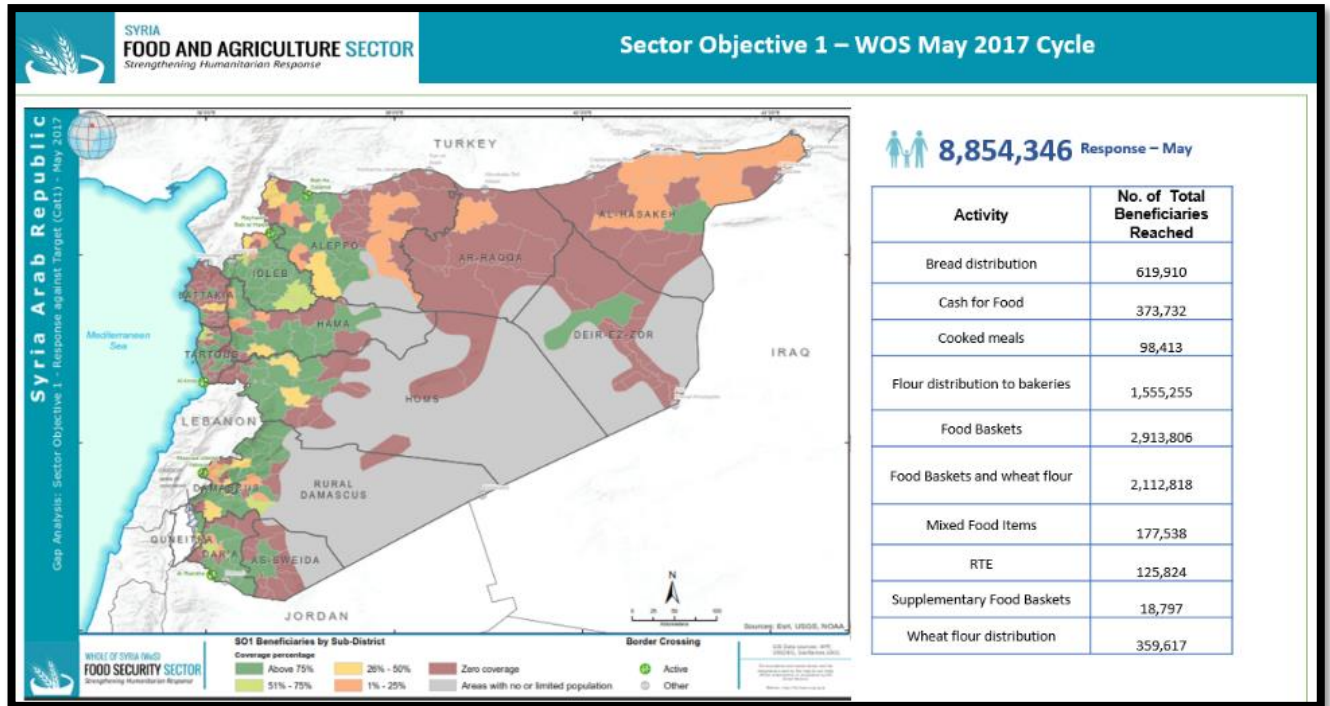 SYRIA
FOOD AND AGRICULTURE SECTOR
Strengthening Humanitarian Response
Sector Objective 1 – WOS May 2017 Cycle
Syria Arab Republic
Gap Analysis: Sector Objective 1 - Response against Target (Cat1) - May 2017
TURKEY
AL-HASAKEH
ALEPPO
AR-RAQQA
IDLEB
LATTAKIA
HAMA
DEIR-EZ-ZOR
Mediterranean
Sea
TARTOUS
IRAQ
HOMS
LEBANON
RURAL
DAMASCUS
DAMASCUS
QUNEITRA
DAR'A
AS-SWEIDA
JORDAN
N
Sources: Esri, USGS, NOAA
WHOLE OF SYRIA (WoS)
FOOD SECURITY SECTOR
Strengthening Humanitarian Response
SO1 Beneficiaries by Sub-District
Coverage percentage
Above 75%
26% - 50%
Zero coverage
51% - 75%
1% - 25%
Areas with no or limited population
Border Crossing
Active
Other
8,854,346 Response – May
Activity
No. of Total
Beneficiaries
Reached
Bread distribution
619,910
Cash for Food
373,732
Cooked meals
98,413
Flour distribution to bakeries
1,555,255
Food Baskets
2,913,806
Food Baskets and wheat flour
2,112,818
Mixed Food Items
177,538
RTE
125,824
Supplementary Food Baskets
18,797
Wheat flour distribution
359,617